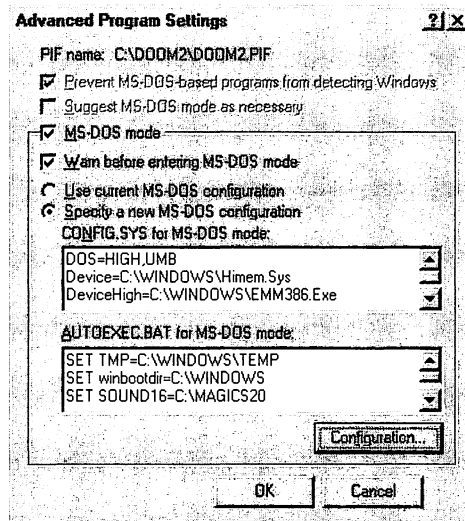 Advanced Program Settings
PIF name: C:\DOOM2\DOOM2.PIF
Prevent MS-DOS-based programs from detecting Windows
Suggest MS-DOS mode as necessary
MS-DOS mode
Warn before entering MS-DOS mode
Use current MS-DOS configuration
Specify a new MS-DOS configuration
CONFIG.SYS for MS-DOS mode:
DOS=HIGH,UMB
Device=C:\WINDOWS\Himem.Sys
DeviceHigh=C:\WINDOWS\EMM386.Exe
AUTOEXEC.BAT for MS-DOS mode:
SET TMP=C:\WINDOWS\TEMP
SET winbootdir=C:\WINDOWS
SET SOUND16=C:\MAGICS20
Configuration...
OK Cancel